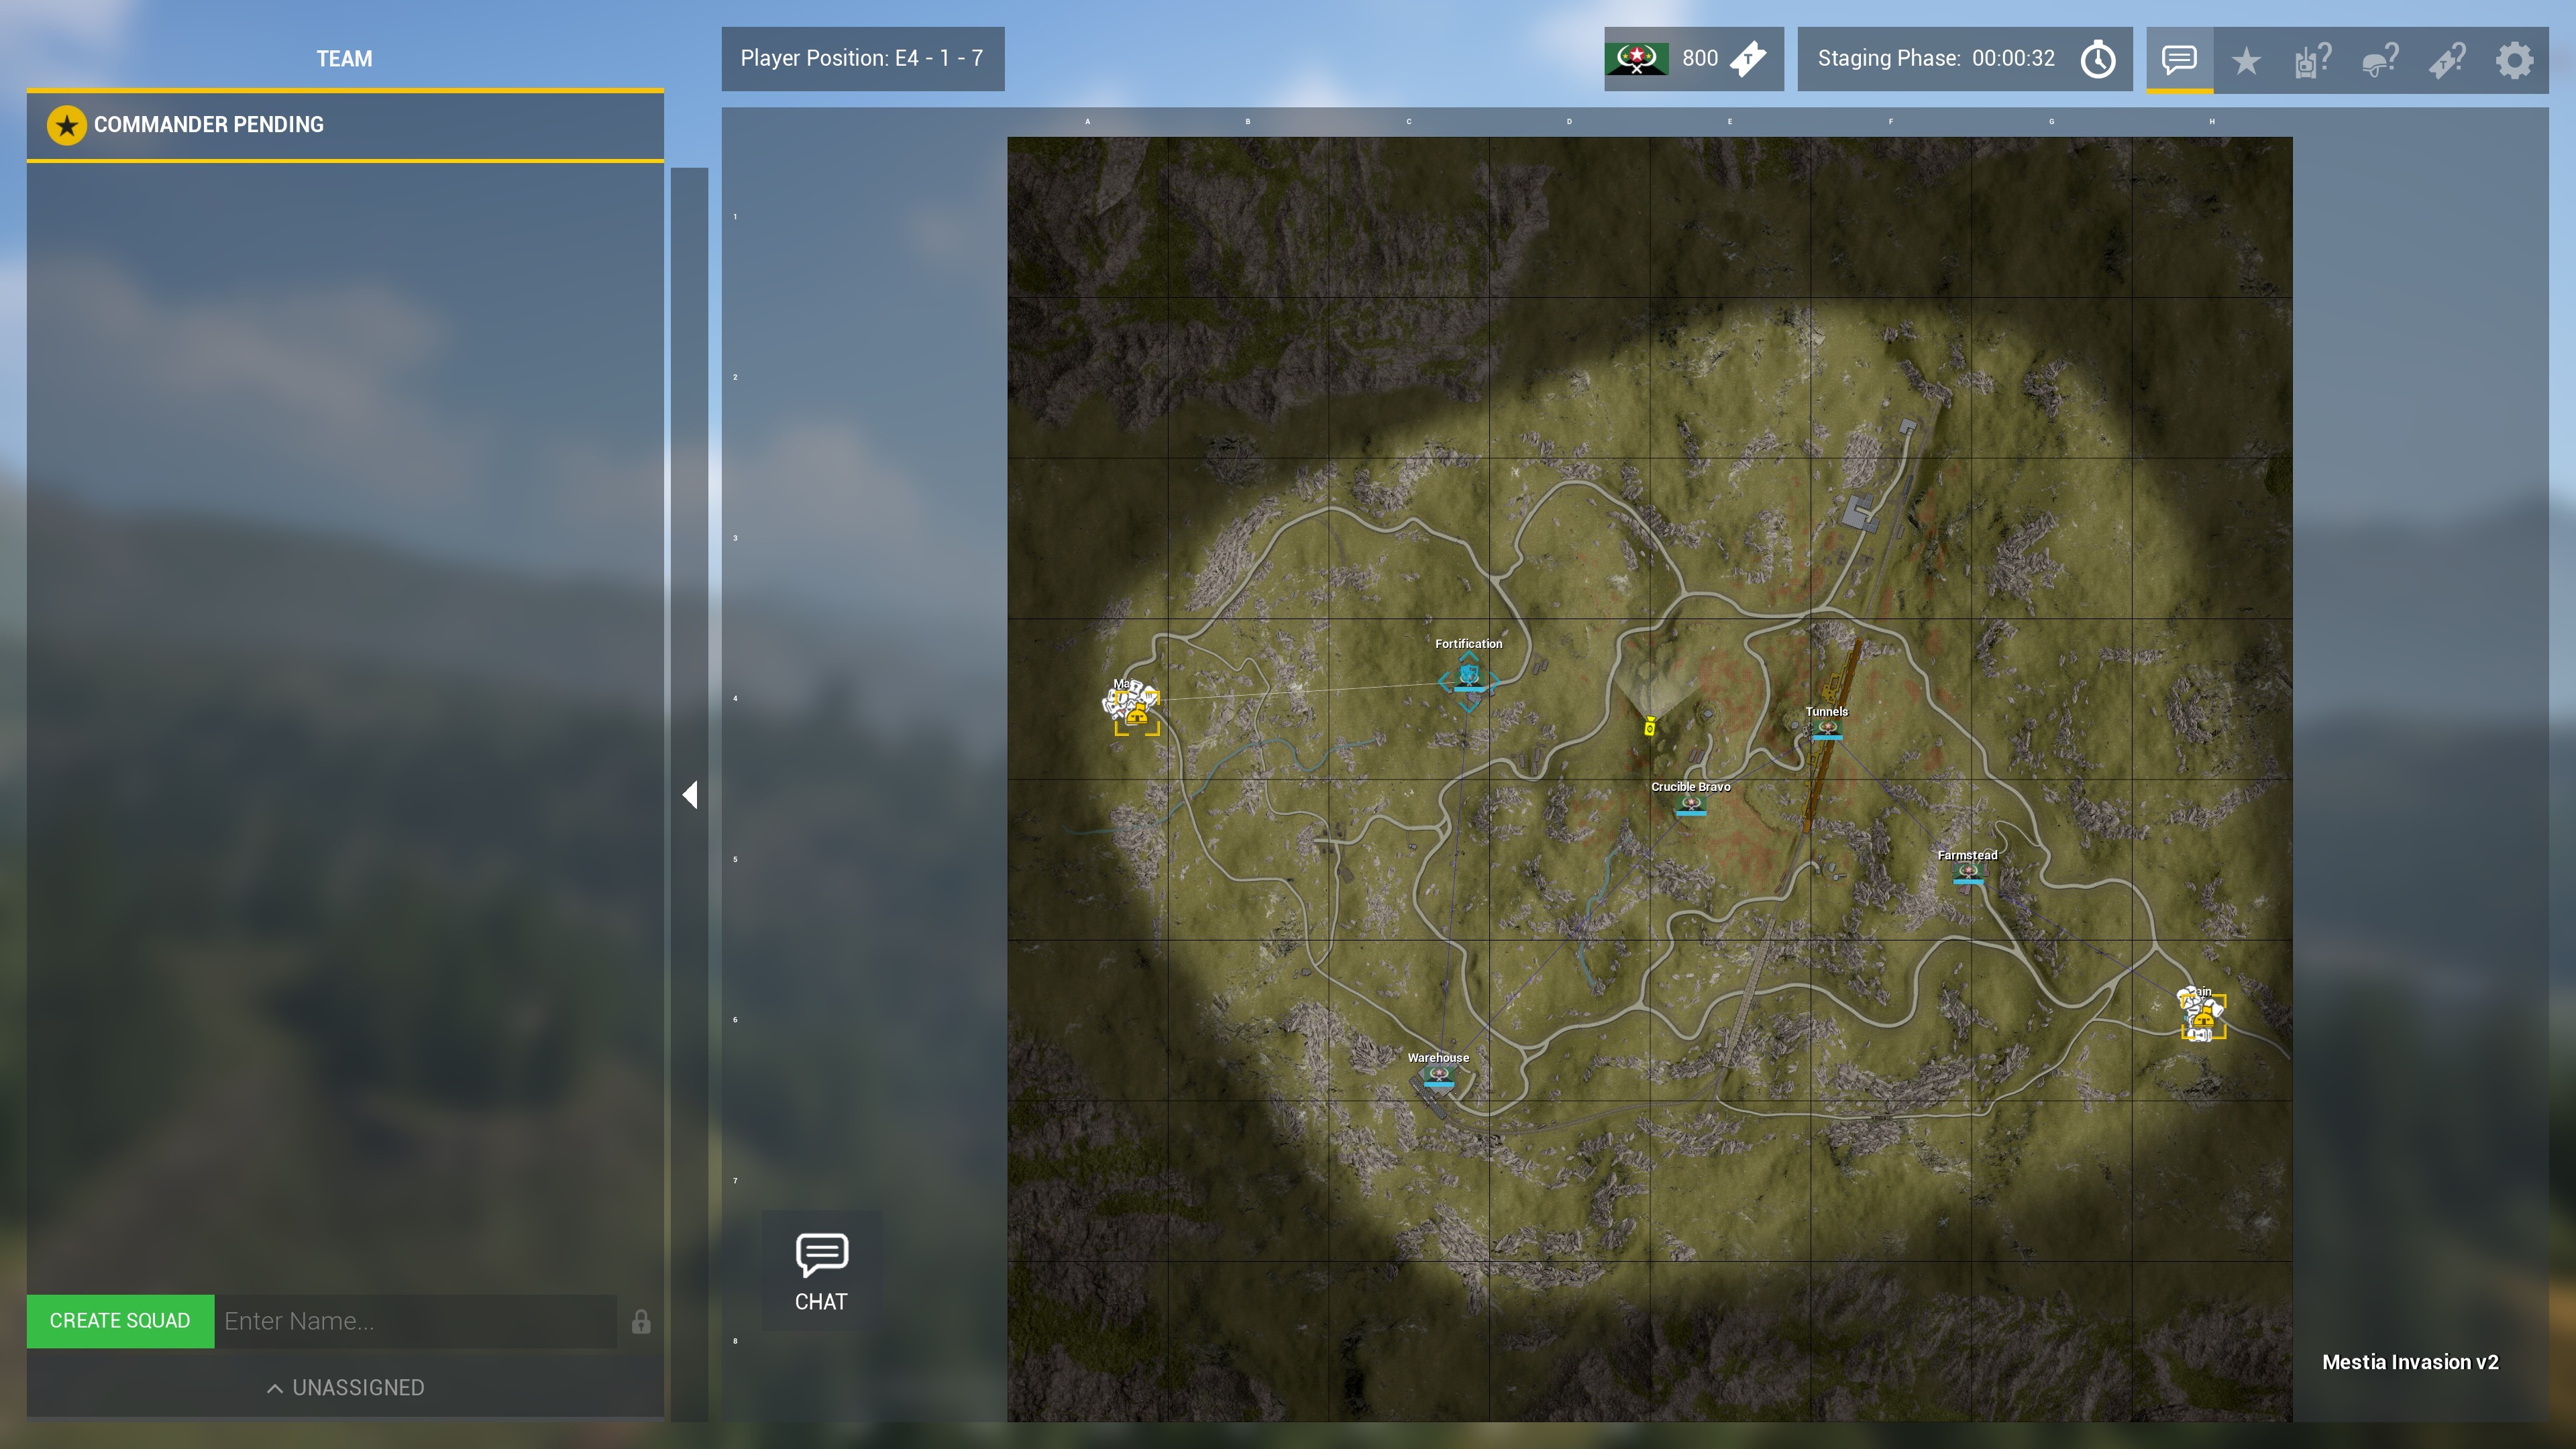 TEAM
Player Position: E4 - 1 - 7
800
Staging Phase: 00:00:32
COMMANDER PENDING
A B C D E F G H
1
2
3
4
5
6
7
8
Fortification
Tunnels
Crucible Bravo
Farmstead
Warehouse
CHAT
CREATE SQUAD
Enter Name...
UNASSIGNED
Mestia Invasion v2